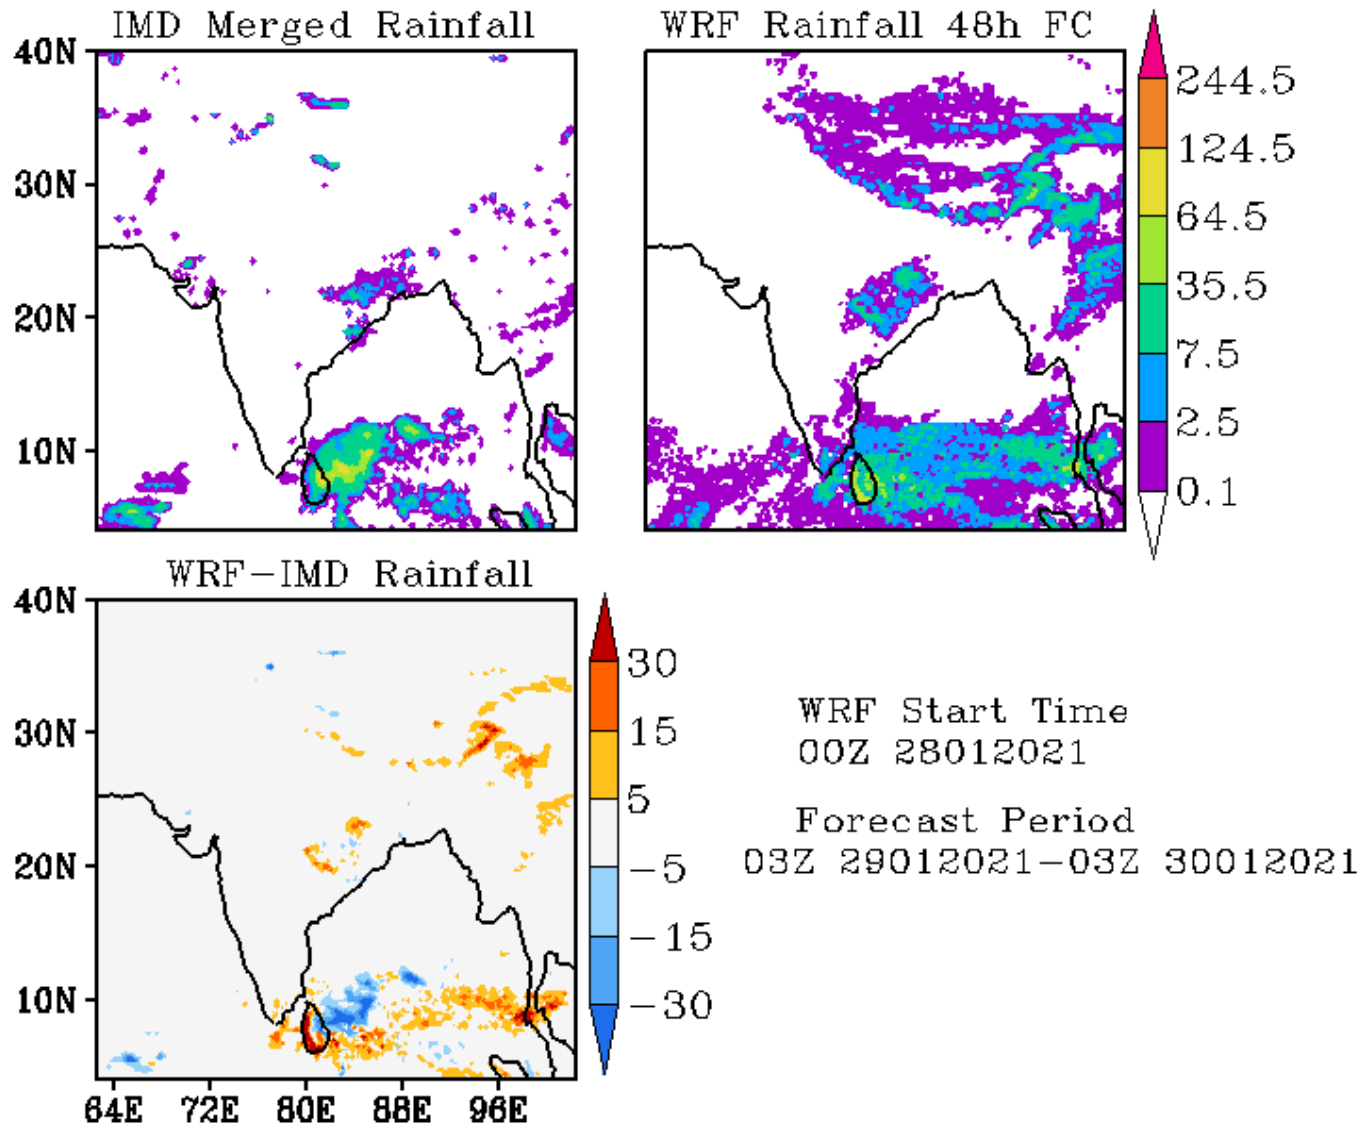 IMD Merged Rainfall
WRF Rainfall 48h FC
40N
30N
20N
10N
244.5
124.5
64.5
35.5
7.5
2.5
0.1
WRF-IMD Rainfall
40N
30N
20N
10N
64E 72E 80E 88E 96E
30
15
5
-5
-15
-30
WRF Start Time
00Z 28012021
Forecast Period
03Z 29012021-03Z 30012021